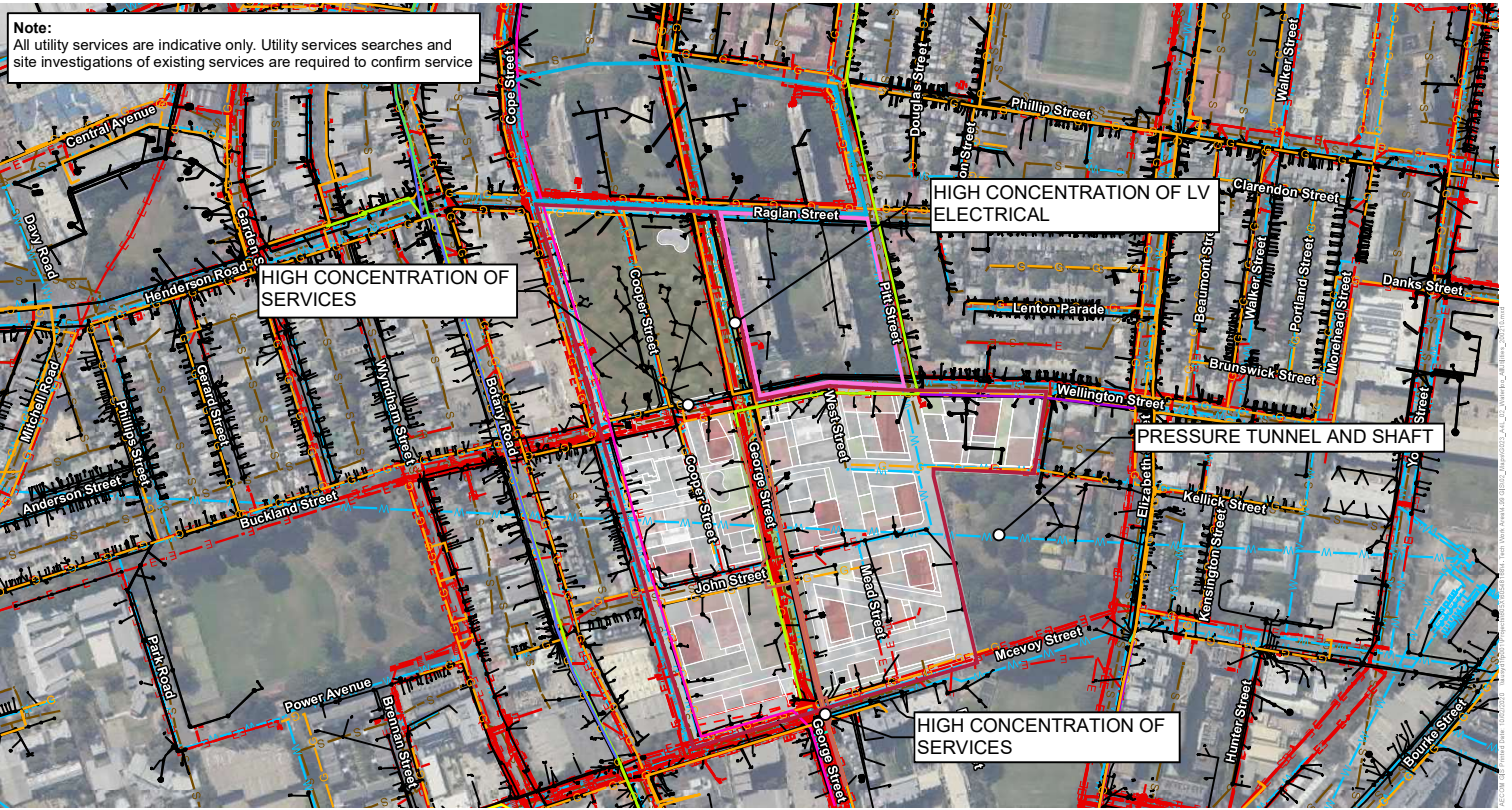 Note:
All utility services are indicative only. Utility services searches and
site investigations of existing services are required to confirm service
Central Avenue
Cope Street
Douglas Street
Phillip Street
Walker Street
Davy Road
Henderson Road
HIGH CONCENTRATION OF
SERVICES
Raglan Street
HIGH CONCENTRATION OF LV
ELECTRICAL
Clarendon Street
Cooper Street
Pitt Street
Lenton Parade
Walker Street
Portland Street
Morehead Street
Danks Street
Brunswick Street
Mitchell Road
Phillips Street
Gerard Street
Wyndham Street
Botany Road
West Street
Wellington Street
PRESSURE TUNNEL AND SHAFT
Anderson Street
Buckland Street
Cooper Street
George Street
Kellick Street
Kensington Street
John Street
Mead Street
Mcevoy Street
Park Road
Power Avenue
Brennan Street
HIGH CONCENTRATION OF
SERVICES
George Street
Hunter Street
Bourke Street